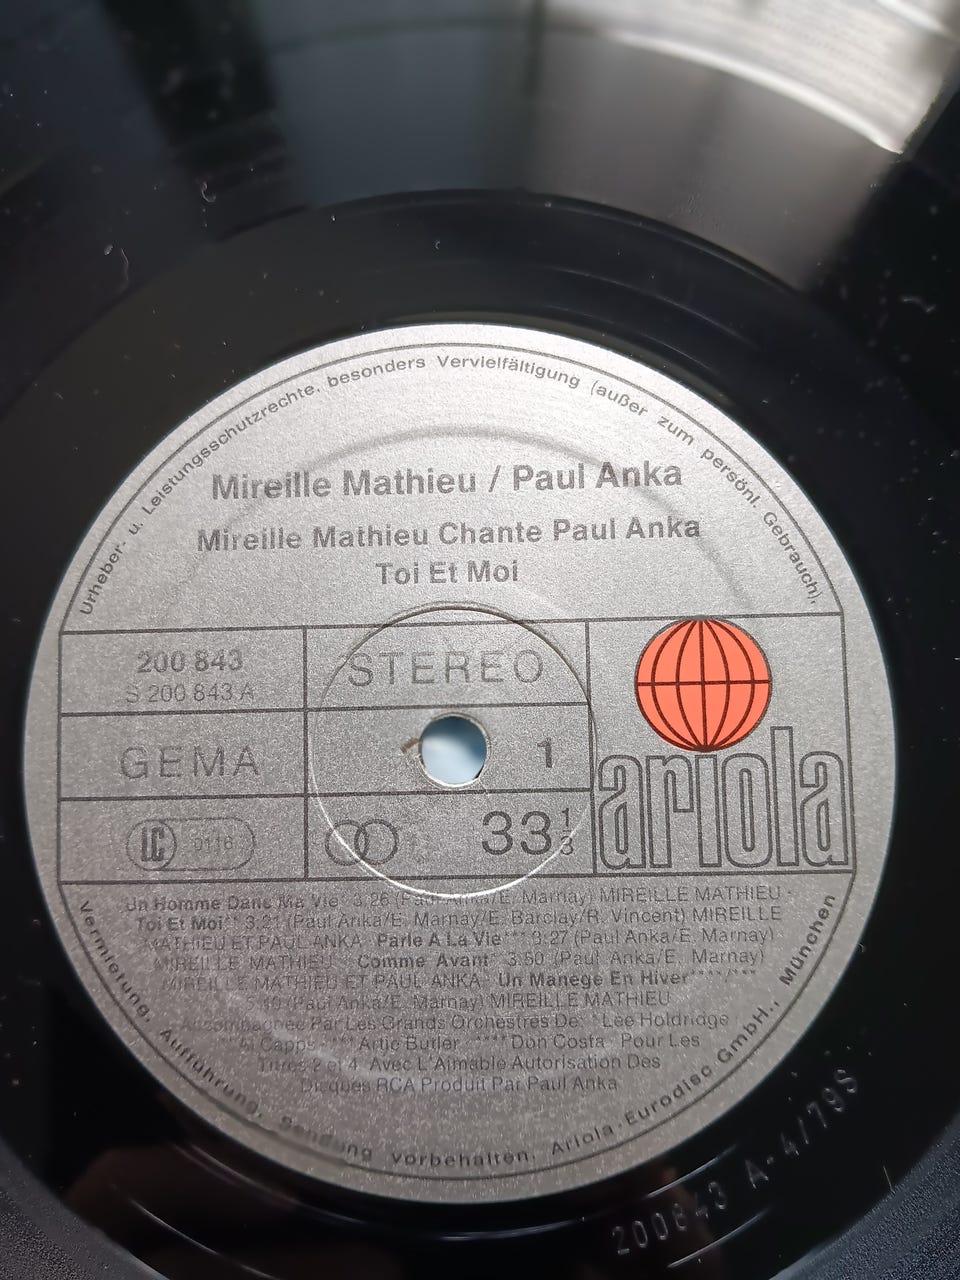 Urheber- u. Leistungsschutzrechte, besonders Vervielfältigung (außer zum persönl. Gebrauch),
Mireille Mathieu / Paul Anka
Mireille Mathieu Chante Paul Anka
Toi Et Moi
200 843
S 200 843 A
STEREO
GEMA
1
LC 0116
33 1/3
ariola
Un Homme Dans Ma Vie* 3:26 (Paul Anka/E. Marnay) MIREILLE MATHIEU ·
Toi Et Moi** 3:21 (Paul Anka/E. Marnay/E. Barclay/R. Vincent) MIREILLE
MATHIEU ET PAUL ANKA · Parle A La Vie*** 3:27 (Paul Anka/E. Marnay)
MIREILLE MATHIEU · Comme Avant* 3:50 (Paul Anka/E. Marnay)
MIREILLE MATHIEU ET PAUL ANKA · Un Manège En Hiver****/***
(Paul Anka/E. Marnay) MIREILLE MATHIEU
Accompagnée Par Les Grands Orchestres De: *Lee Holdridge
**Al Capps · ***Artie Butler · ****Don Costa · Pour Les
Titres 2 et 4 Avec L'Aimable Autorisation Des
Disques RCA Produit Par Paul Anka
Vermietung, Aufführung, Sendung vorbehalten. Ariola-Eurodisc GmbH., München
200843 A-4/79S